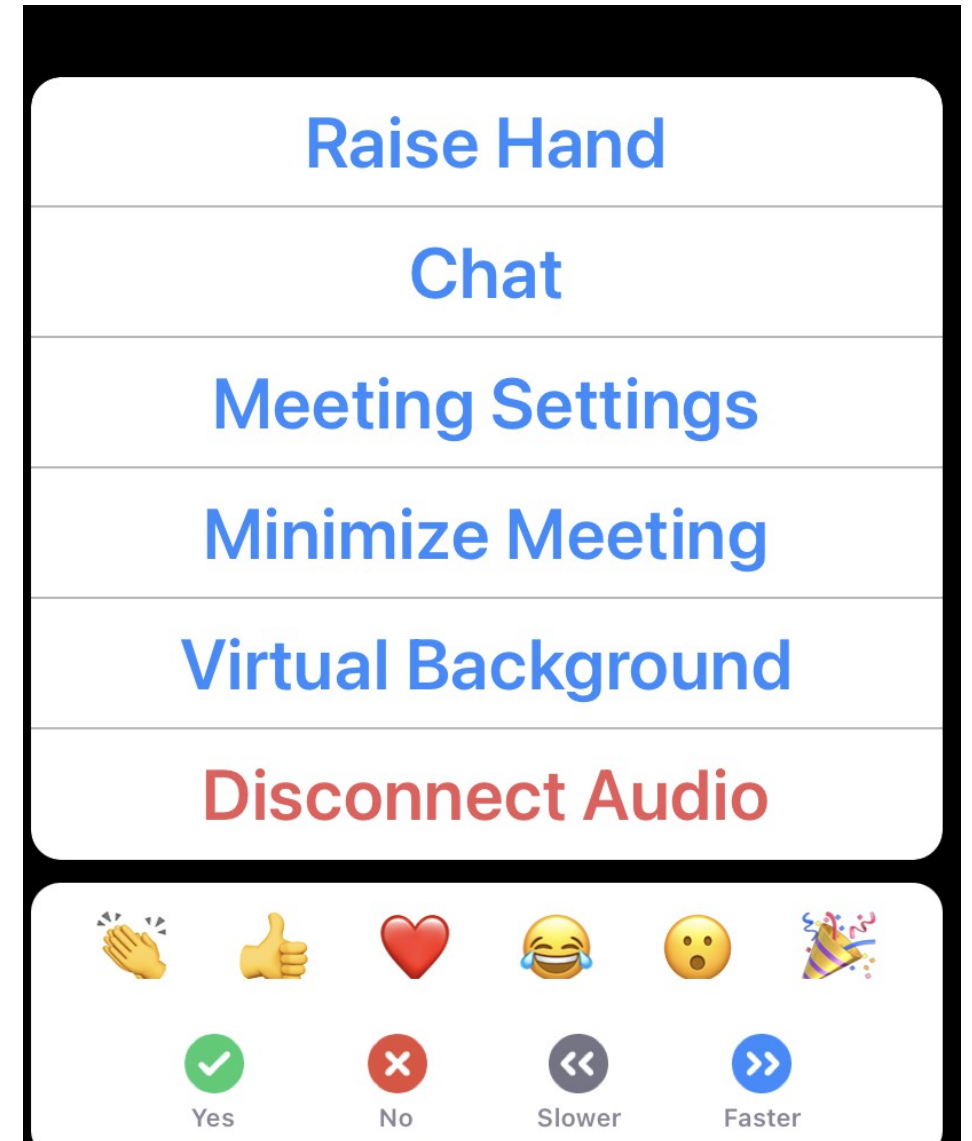 Raise Hand
Chat
Meeting Settings
Minimize Meeting
Virtual Background
Disconnect Audio
Yes No Slower Faster